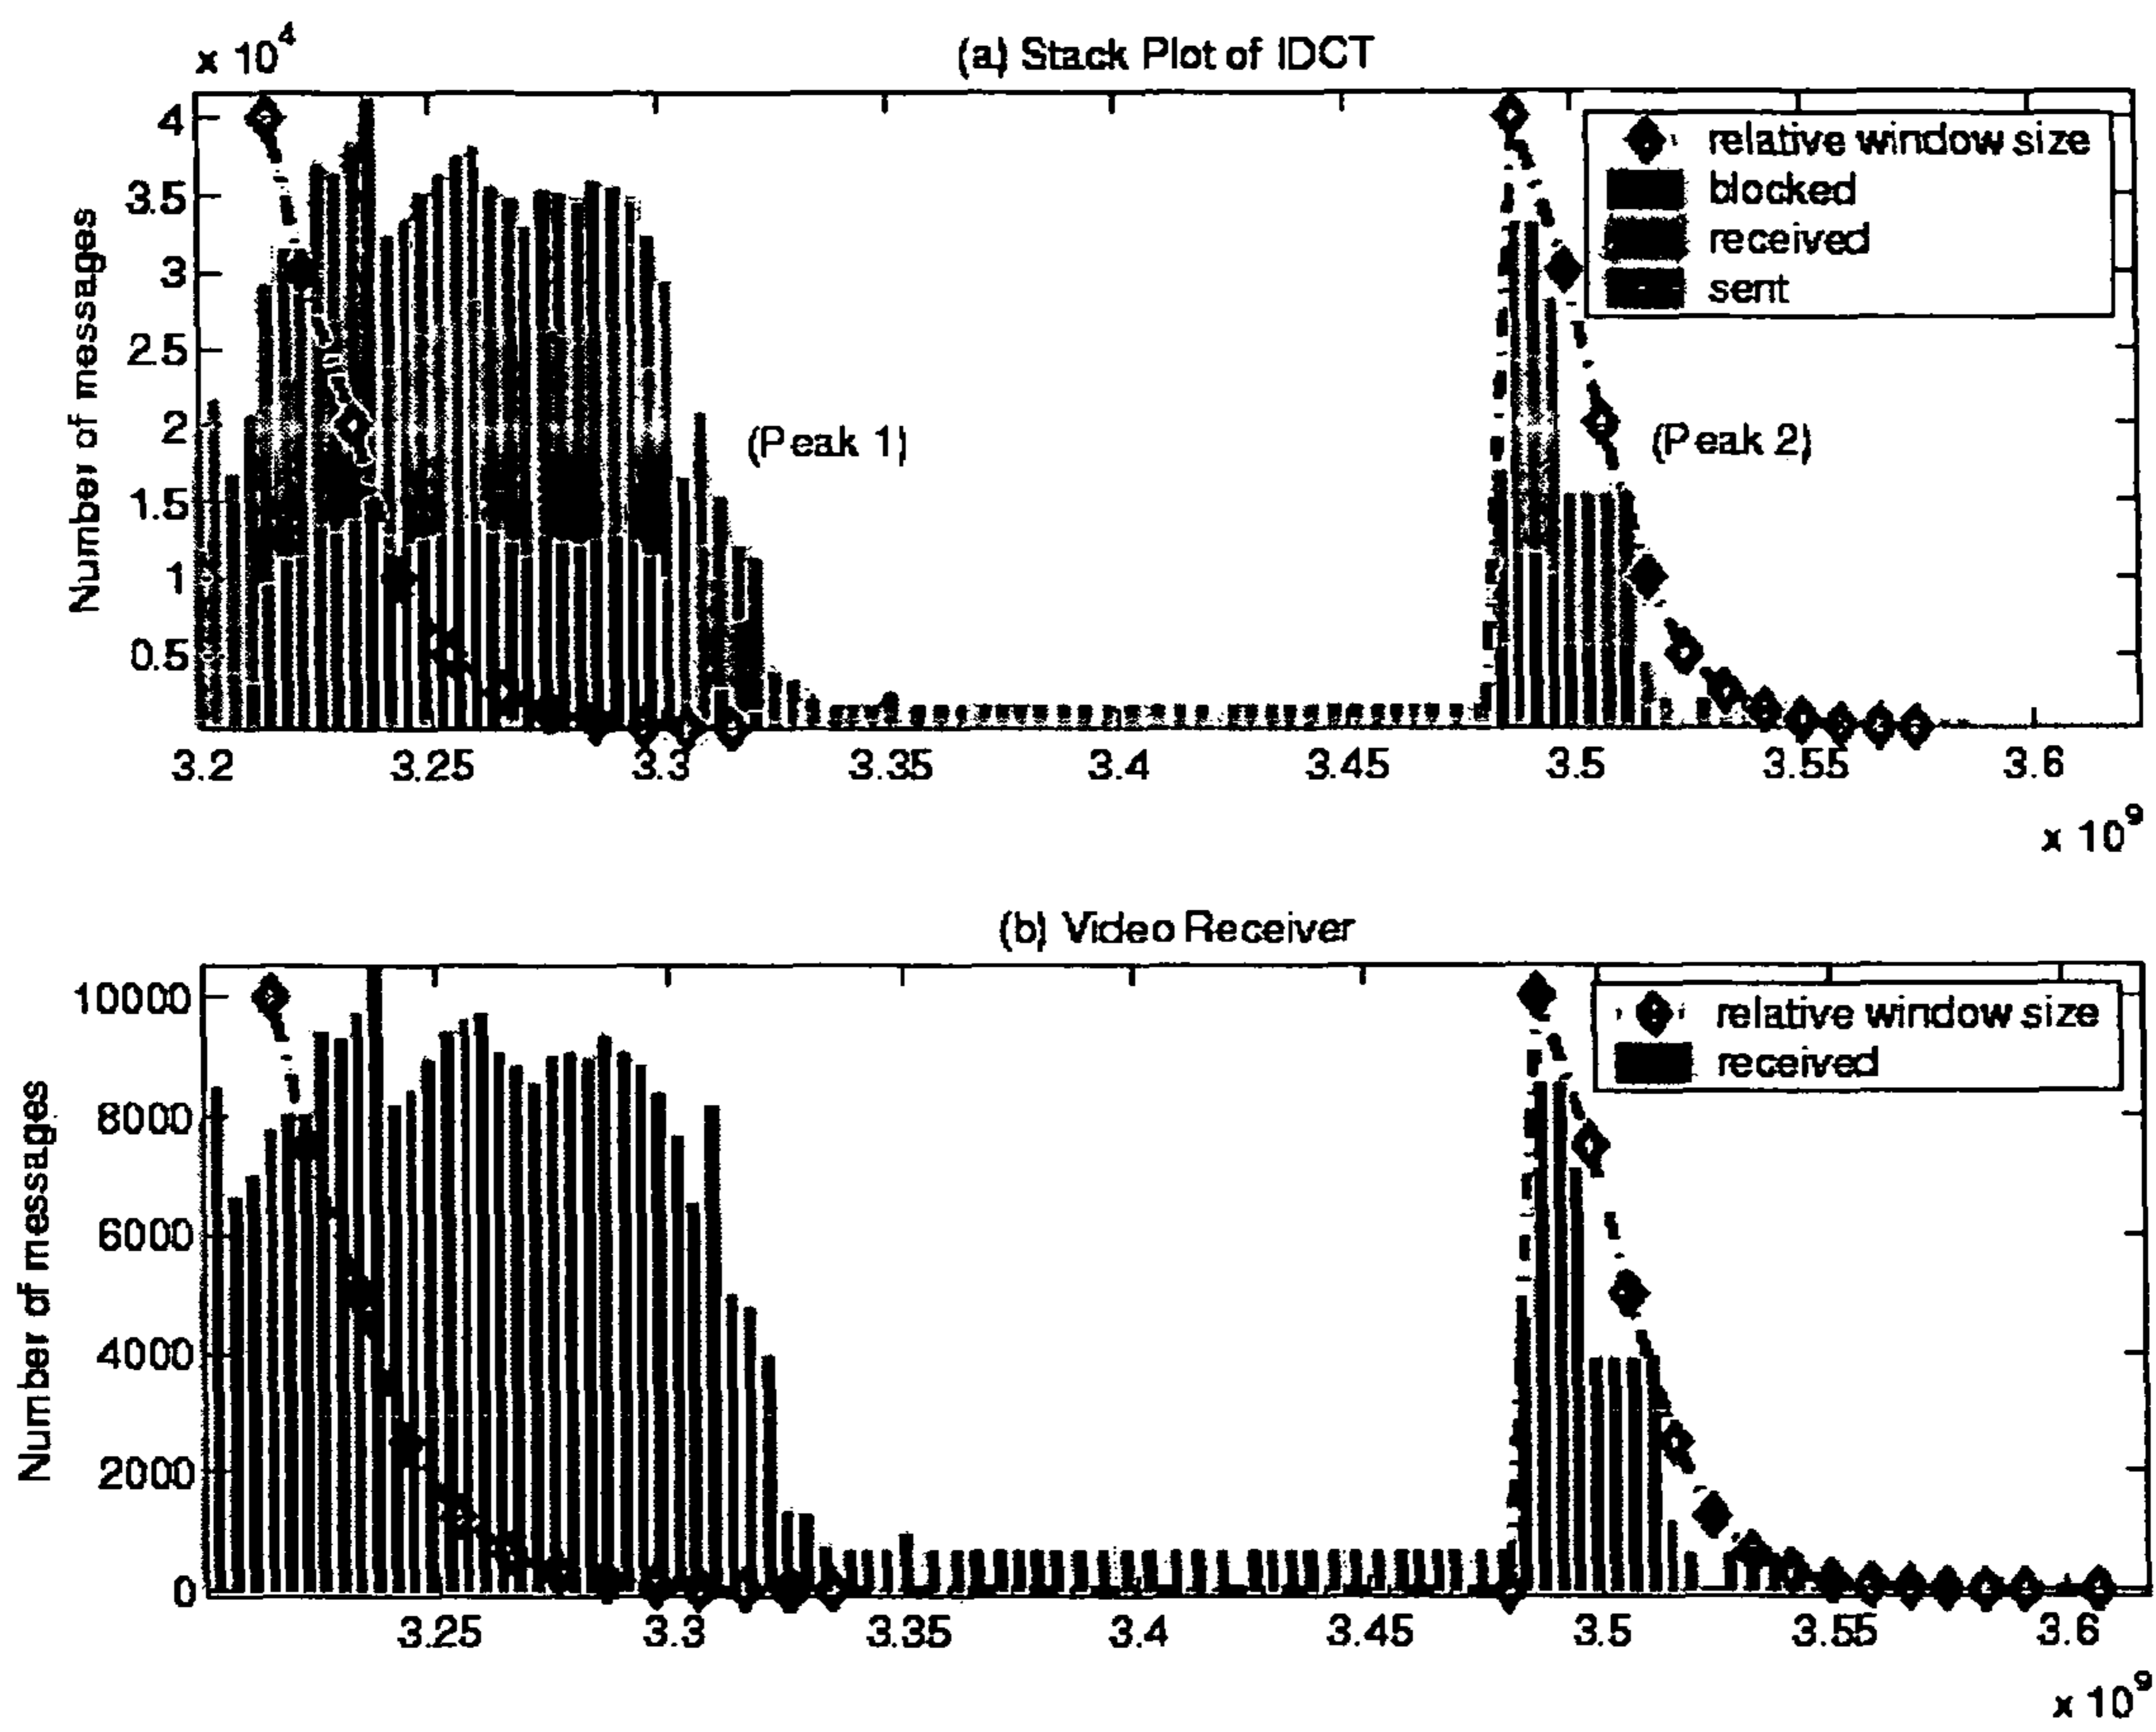 x 10^4
(a) Stack Plot of IDCT
4
3.5
3
2.5
2
1.5
1
0.5
Number of messages
relative window size
blocked
received
sent
(Peak 1)
(Peak 2)
3.2 3.25 3.3 3.35 3.4 3.45 3.5 3.55 3.6
x 10^9
(b) Video Receiver
10000
8000
6000
4000
2000
0
Number of messages
relative window size
received
3.25 3.3 3.35 3.4 3.45 3.5 3.55 3.6
x 10^9